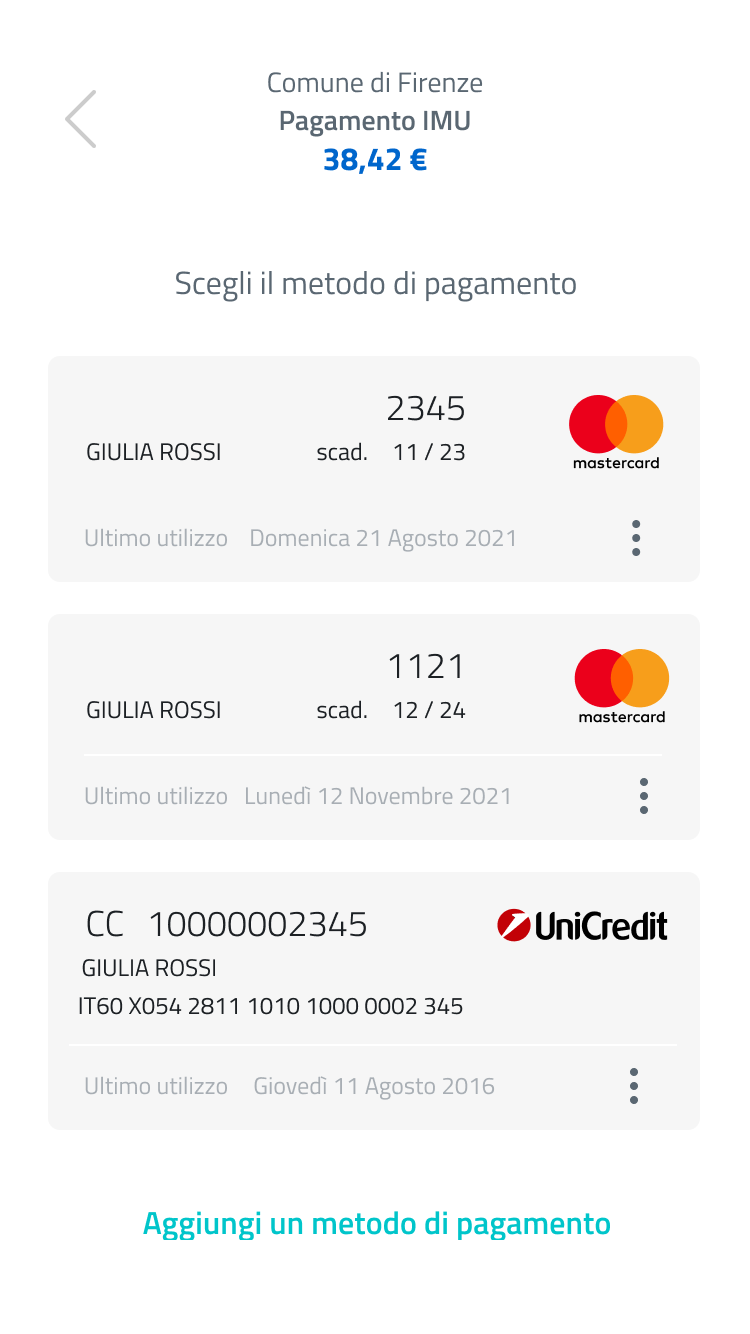 Comune di Firenze
Pagamento IMU
38,42 €
Scegli il metodo di pagamento
2345
GIULIA ROSSI scad. 11 / 23
mastercard
Ultimo utilizzo Domenica 21 Agosto 2021
1121
GIULIA ROSSI scad. 12 / 24
mastercard
Ultimo utilizzo Lunedì 12 Novembre 2021
CC 10000002345 UniCredit
GIULIA ROSSI
IT60 X054 2811 1010 1000 0002 345
Ultimo utilizzo Giovedì 11 Agosto 2016
Aggiungi un metodo di pagamento